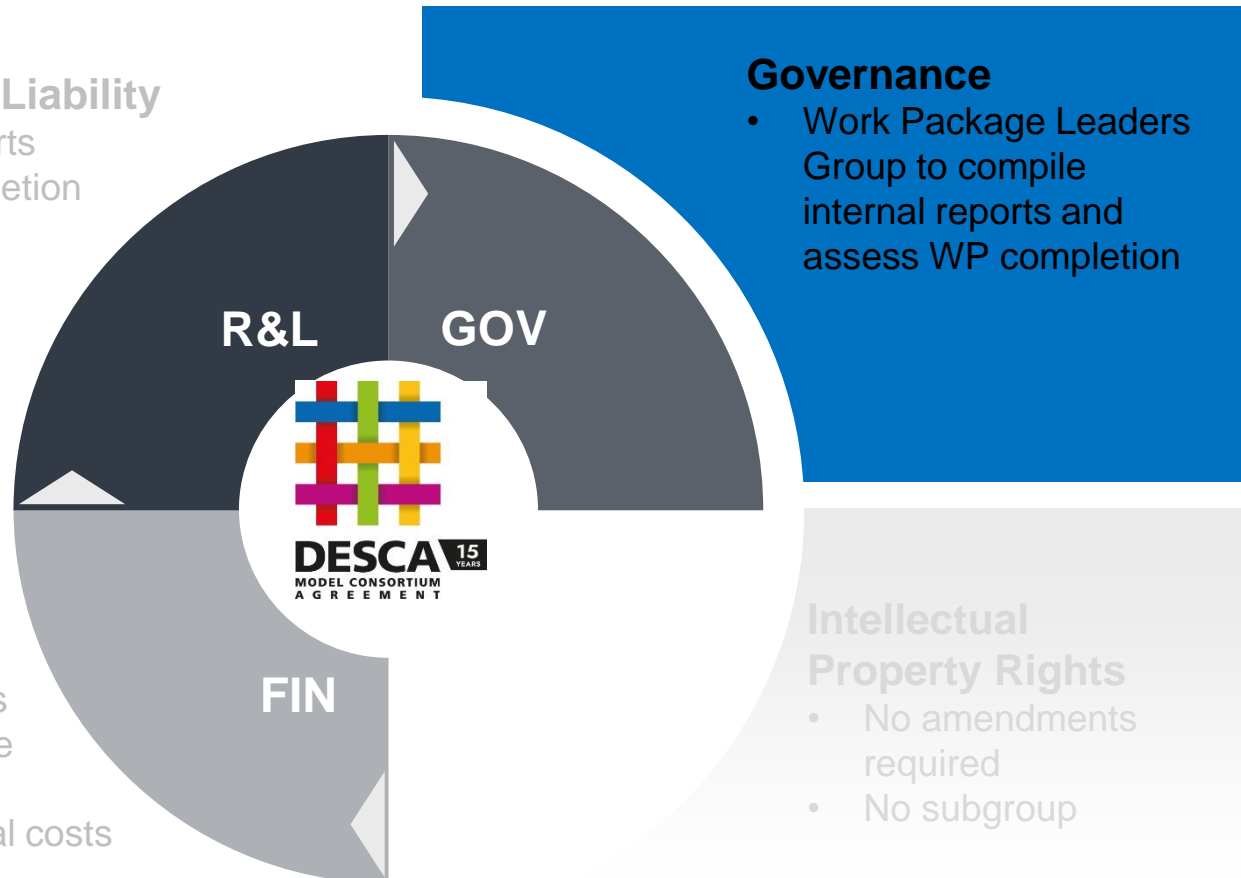 Liability
rts
etion
Governance
• Work Package Leaders
Group to compile
internal reports and
assess WP completion
R&L
GOV
DESCA 15
YEARS
MODEL CONSORTIUM
AGREEMENT
FIN
s
e
al costs
Intellectual
Property Rights
• No amendments
required
• No subgroup